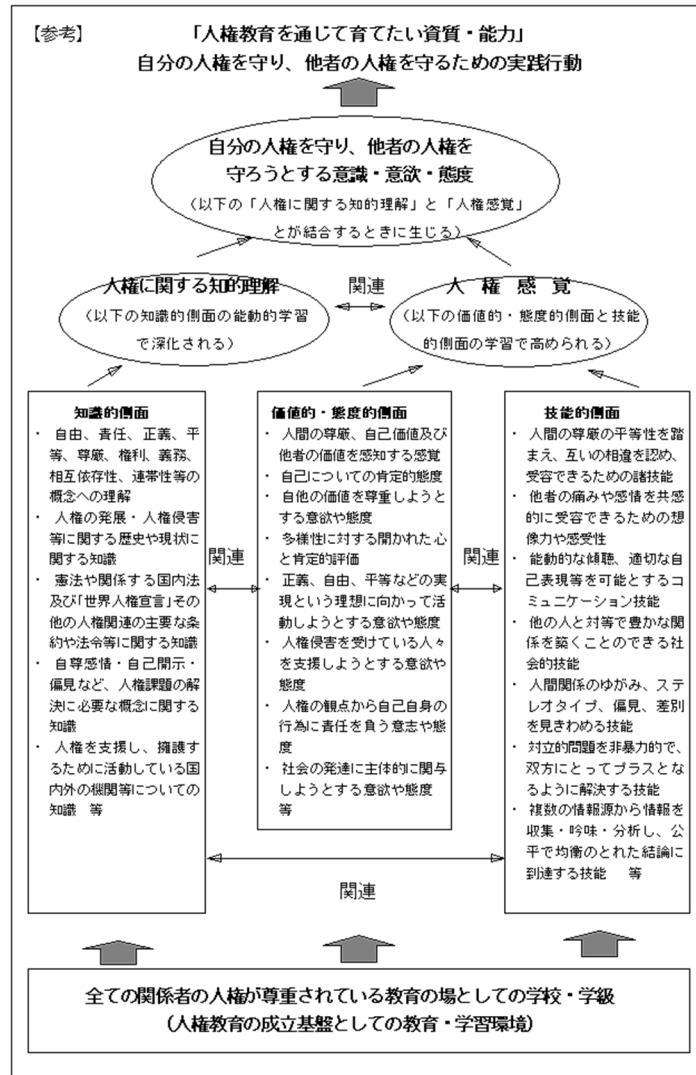 【参考】
「人権教育を通じて育てたい資質・能力」
自分の人権を守り、他者の人権を守るための実践行動
自分の人権を守り、他者の人権を
守ろうとする意識・意欲・態度
（以下の「人権に関する知的理解」と「人権感覚」
とが結合するときに生じる）
人権に関する知的理解
（以下の知識的側面の能動的学習
で深化される）
関連
人権感覚
（以下の価値的・態度的側面と技能
的側面の学習で高められる）
知識的側面
・ 自由、責任、正義、平
等、尊厳、権利、義務、
相互依存性、連帯性等の
概念への理解
・ 人権の発展・人権侵害
等に関する歴史や現状に
関する知識
・ 憲法や関係する国内法
及び「世界人権宣言」その
他の人権関連の主要な条
約や法令等に関する知識
・ 自尊感情・自己開示・
偏見など、人権課題の解
決に必要な概念に関する
知識
・ 人権を支援し、擁護す
るために活動している国
内外の機関等についての
知識 等
関連
価値的・態度的側面
・ 人間の尊厳、自己価値及び
他者の価値を感知する感覚
・ 自己についての肯定的態度
・ 自他の価値を尊重しようと
する意欲や態度
・ 多様性に対する開かれた心
と肯定的評価
・ 正義、自由、平等などの実
現という理想に向かって活
動しようとする意欲や態度
・ 人権侵害を受けている人々
を支援しようとする意欲や
態度
・ 人権の観点から自己自身の
行為に責任を負う意志や態
度
・ 社会の発達に主体的に関与
しようとする意欲や態度
等
関連
技能的側面
・ 人間の尊厳の平等性を踏
まえ、互いの相違を認め、
受容できるための諸技能
・ 他者の痛みや感情を共感
的に受容できるための想
像力や感受性
・ 能動的な傾聴、適切な自
己表現等を可能とするコ
ミュニケーション技能
・ 他の人と対等で豊かな
関係を築くことのできる社
会的技能
・ 人間関係のゆがみ、ステ
レオタイプ、偏見、差別
を見きわめる技能
・ 対立的問題を非暴力的で、
双方にとってプラスとな
るように解決する技能
・ 複数の情報源から情報を
収集・吟味・分析し、公
平で均衡のとれた結論に
到達する技能 等
関連
全ての関係者の人権が尊重されている教育の場としての学校・学級
（人権教育の成立基盤としての教育・学習環境）